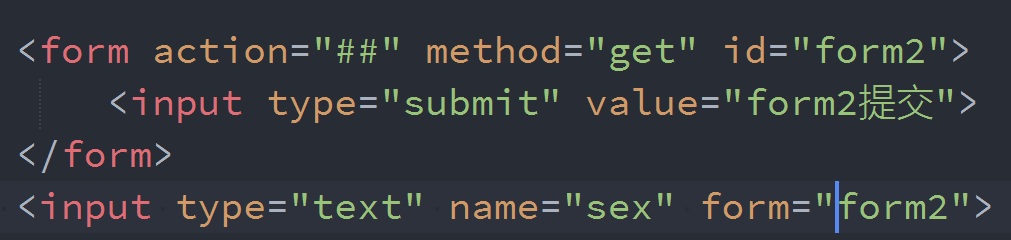 <form action="##" method="get" id="form2">
<input type="submit" value="form2提交">
</form>
<input type="text" name="sex" form="form2">